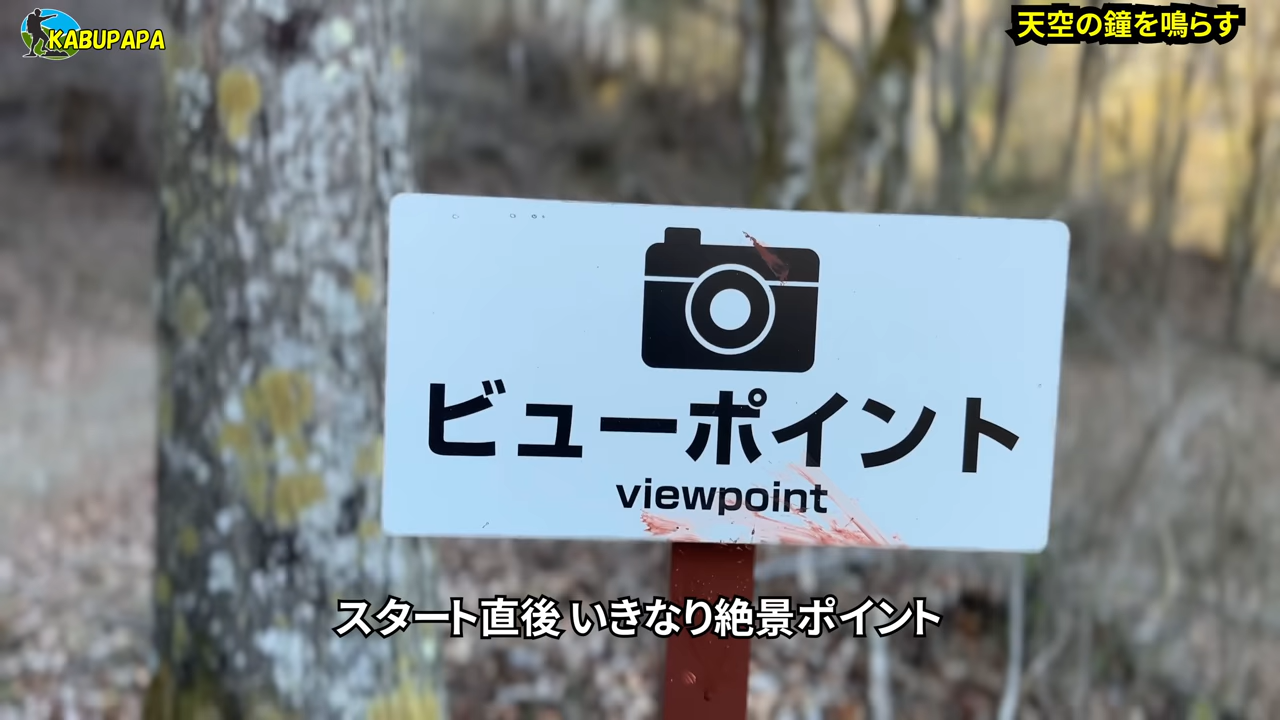 KABUPAPA
天空の鐘を鳴らす
ビューポイント
viewpoint
スタート直後 いきなり絶景ポイント